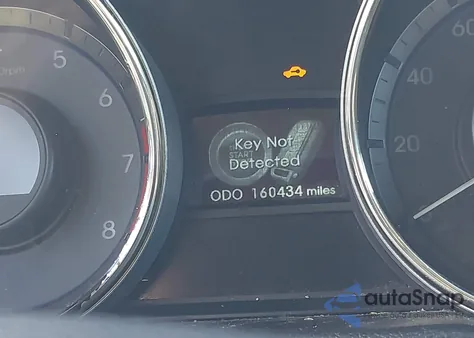 5
6
7
8
60
40
20
Key Not
START
Detected
ODO 160434 miles
autoSnap